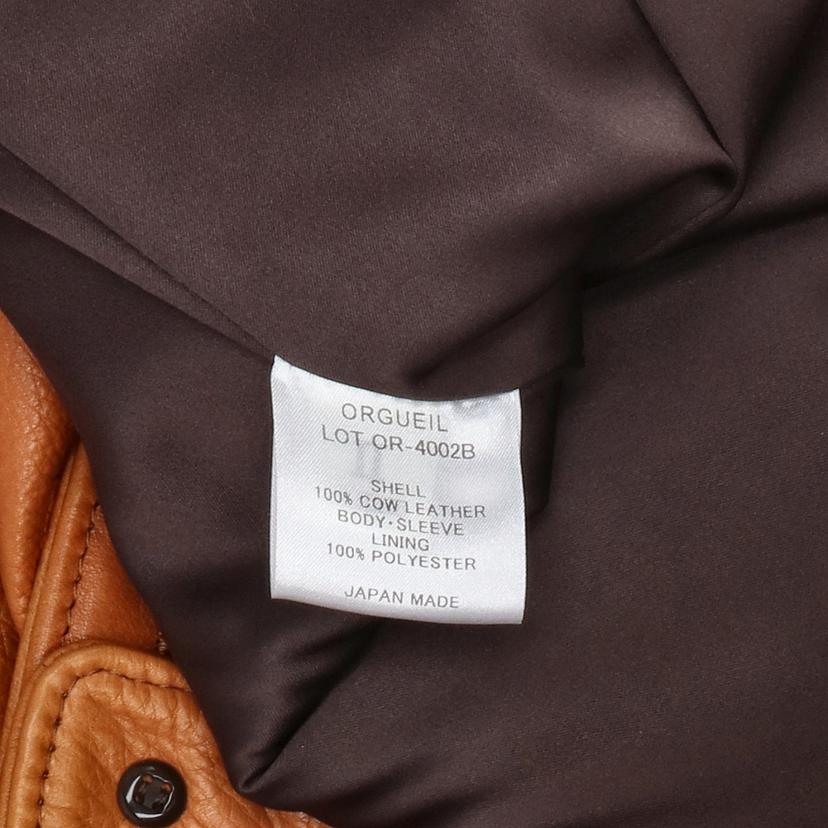 ORGUEIL
LOT OR-4002B
SHELL
100% COW LEATHER
BODY·SLEEVE
LINING
100% POLYESTER
JAPAN MADE